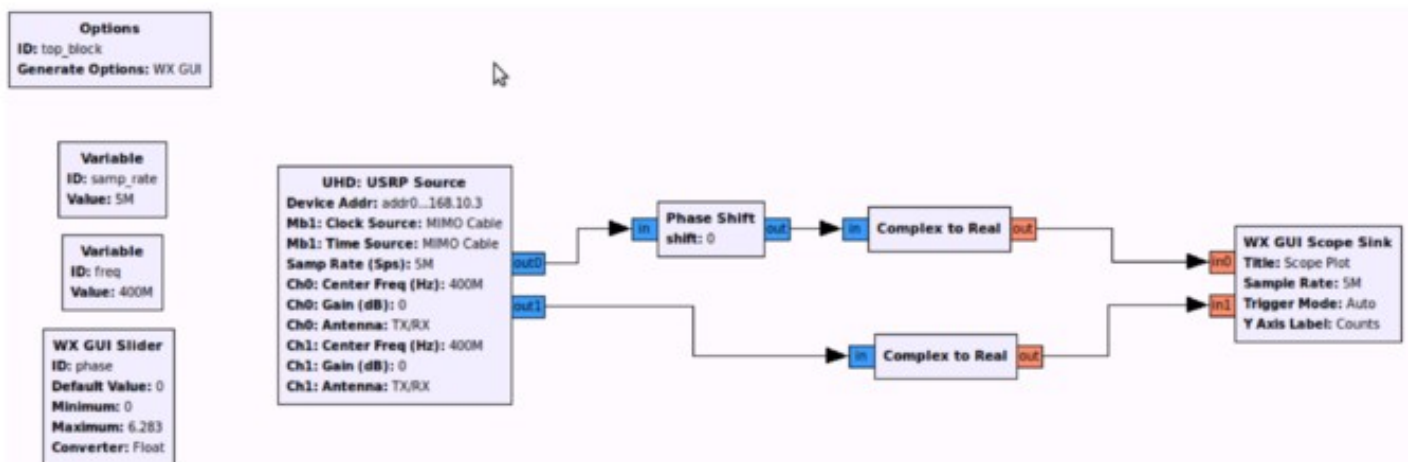 Options
ID: top_block
Generate Options: WX GUI
Variable
ID: samp_rate
Value: 5M
Variable
ID: freq
Value: 400M
WX GUI Slider
ID: phase
Default Value: 0
Minimum: 0
Maximum: 6.283
Converter: Float
UHD: USRP Source
Device Addr: addr0...168.10.3
Mb1: Clock Source: MIMO Cable
Mb1: Time Source: MIMO Cable
Samp Rate (Sps): 5M
Ch0: Center Freq (Hz): 400M
Ch0: Gain (dB): 0
Ch0: Antenna: TX/RX
Ch1: Center Freq (Hz): 400M
Ch1: Gain (dB): 0
Ch1: Antenna: TX/RX
out0
out1
in
Phase Shift
shift: 0
out
in
Complex to Real
out
in
Complex to Real
out
in0
in1
WX GUI Scope Sink
Title: Scope Plot
Sample Rate: 5M
Trigger Mode: Auto
Y Axis Label: Counts